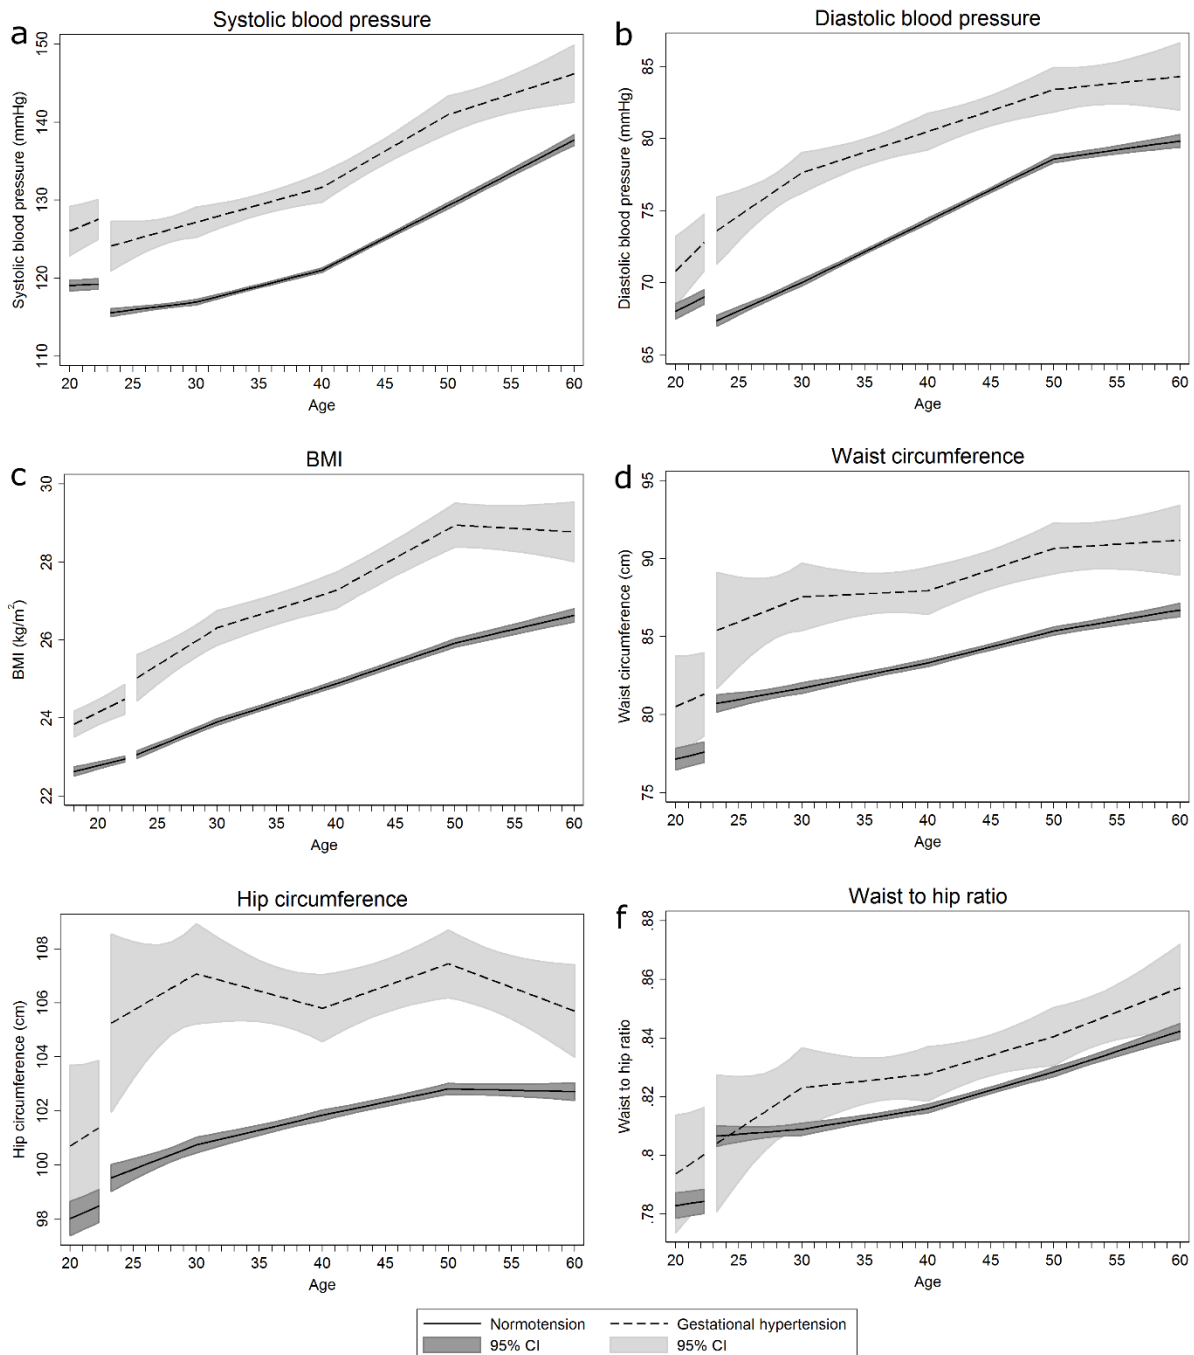 a
Systolic blood pressure
Systolic blood pressure (mmHg)
150
140
130
120
110
20 25 30 35 40 45 50 55 60
Age
b
Diastolic blood pressure
Diastolic blood pressure (mmHg)
85
80
75
70
65
20 25 30 35 40 45 50 55 60
Age
c
BMI
BMI (kg/m²)
30
28
26
24
22
20 25 30 35 40 45 50 55 60
Age
d
Waist circumference
Waist circumference (cm)
95
90
85
80
75
20 25 30 35 40 45 50 55 60
Age
Hip circumference
Hip circumference (cm)
108
106
104
102
100
98
20 25 30 35 40 45 50 55 60
Age
f
Waist to hip ratio
Waist to hip ratio
.88
.86
.84
.82
.8
.78
20 25 30 35 40 45 50 55 60
Age
Normotension Gestational hypertension
95% CI 95% CI